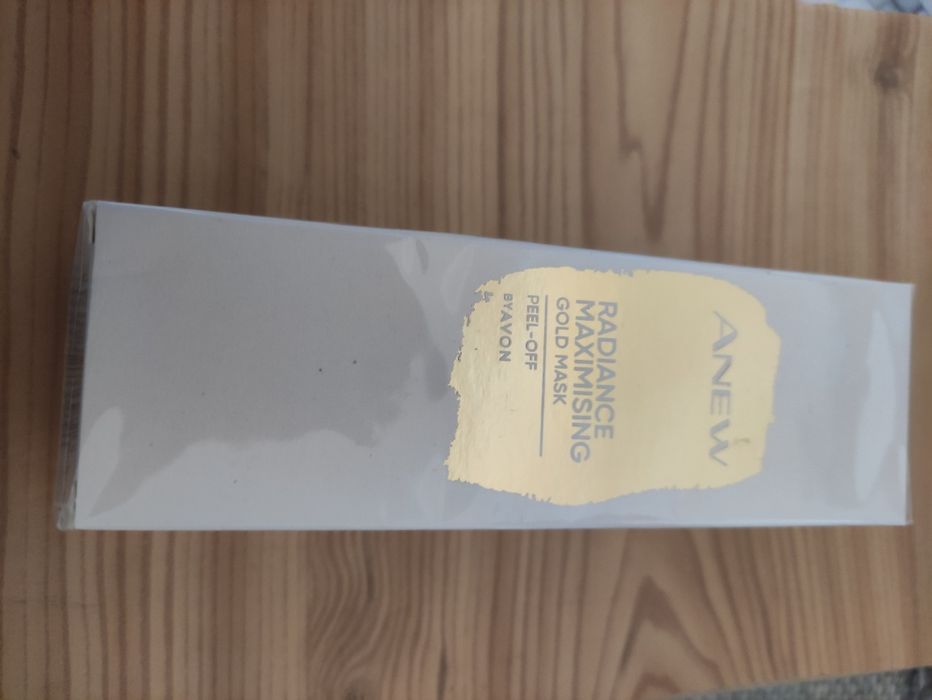 ANEW
RADIANCE
MAXIMISING
GOLD MASK
PEEL-OFF
BY AVON